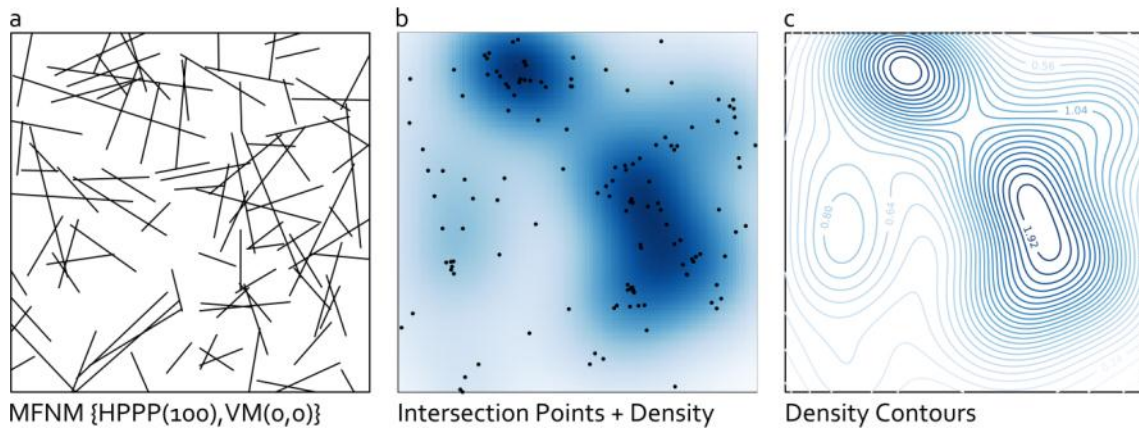 a
b
c
MFNM {HPPP(100),VM(0,0)}
Intersection Points + Density
Density Contours
0.56
1.04
0.80
0.64
1.92